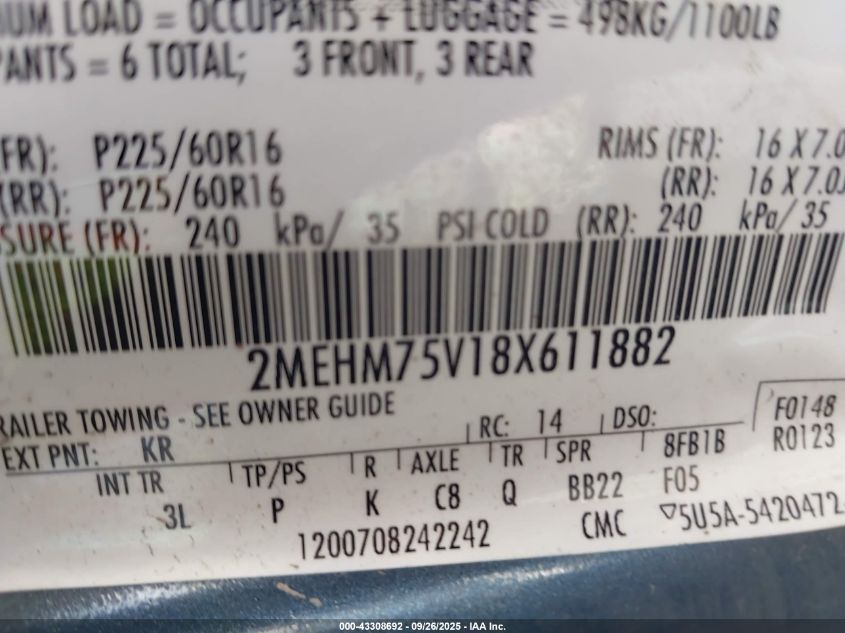 UM LOAD = OCCUPANTS + LUGGAGE = 498KG/1100LB
PANTS = 6 TOTAL; 3 FRONT, 3 REAR
(FR): P225/60R16 RIMS (FR): 16 X 7.0
(RR): P225/60R16 (RR): 16 X 7.0J
SURE (FR): 240 kPa/ 35 PSI COLD (RR): 240 kPa/ 35
2MEHM75V18X611882
RAILER TOWING - SEE OWNER GUIDE RC: 14 DSO: F0148
EXT PNT: KR 8FB1B R0123
INT TR TP/PS R AXLE TR SPR F05
3L P K C8 Q BB22
1200708242242 CMC ▽5U5A-5420472
000-43308692 - 09/26/2025 - IAA Inc.